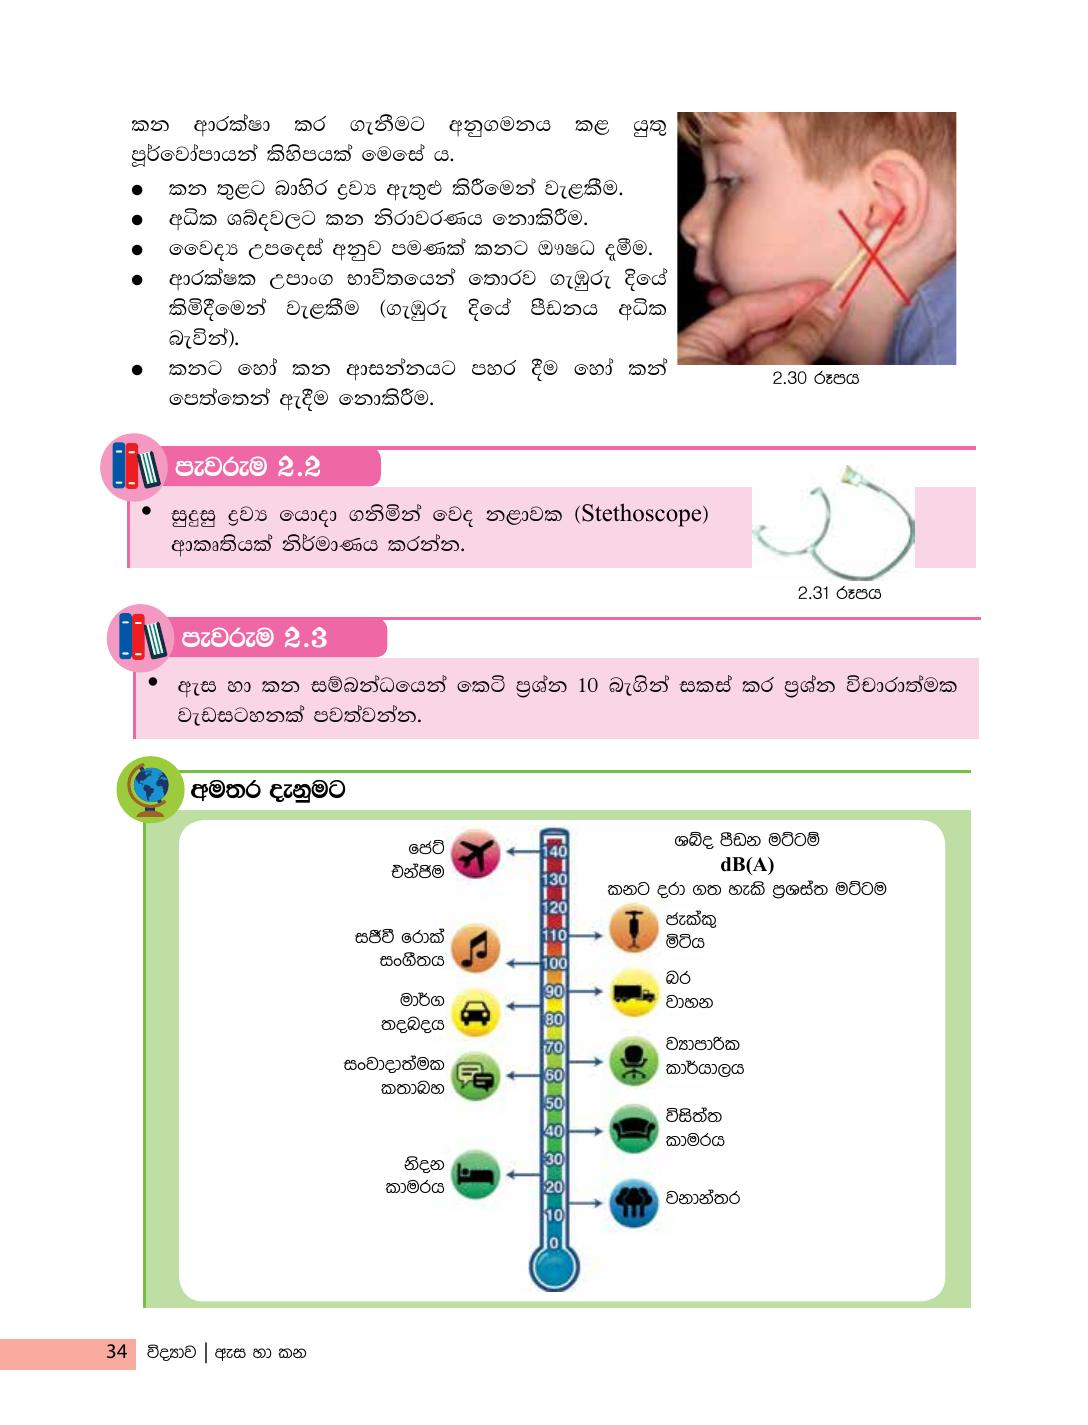 කන ආරක්ෂා කර ගැනීමට අනුගමනය කළ යුතු
පූර්වෝපායන් කිහිපයක් මෙසේ ය.
● කන තුළට බාහිර ද්‍රව්‍ය ඇතුළු කිරීමෙන් වැළකීම.
● අධික ශබ්දවලට කන නිරාවරණය නොකිරීම.
● වෛද්‍ය උපදෙස් අනුව පමණක් කනට ඖෂධ දැමීම.
● ආරක්ෂක උපාංග භාවිතයෙන් තොරව ගැඹුරු දියේ
කිමිදීමෙන් වැළකීම (ගැඹුරු දියේ පීඩනය අධික
බැවින්).
● කනට හෝ කන ආසන්නයට පහර දීම හෝ කන්
පෙත්තෙන් ඇදීම නොකිරීම.
2.30 රූපය
පැවරුම 2.2
• සුදුසු ද්‍රව්‍ය යොදා ගනිමින් වෙද නළාවක (Stethoscope)
ආකෘතියක් නිර්මාණය කරන්න.
2.31 රූපය
පැවරුම 2.3
• ඇස හා කන සම්බන්ධයෙන් කෙටි ප්‍රශ්න 10 බැගින් සකස් කර ප්‍රශ්න විචාරාත්මක
වැඩසටහනක් පවත්වන්න.
අමතර දැනුමට
ශබ්ද පීඩන මට්ටම්
dB(A)
කනට දරා ගත හැකි ප්‍රශස්ත මට්ටම
ජෙට්
එන්ජිම
සජීවී රොක්
සංගීතය
මාර්ග
තදබදය
සංවාදාත්මක
කතාබහ
නිදන
කාමරය
140
130
120
110
100
90
80
70
60
50
40
30
20
10
0
ජැක්කු
මිටිය
බර
වාහන
ව්‍යාපාරික
කාර්යාලය
විසිත්ත
කාමරය
වනාන්තර
34 විද්‍යාව | ඇස හා කන